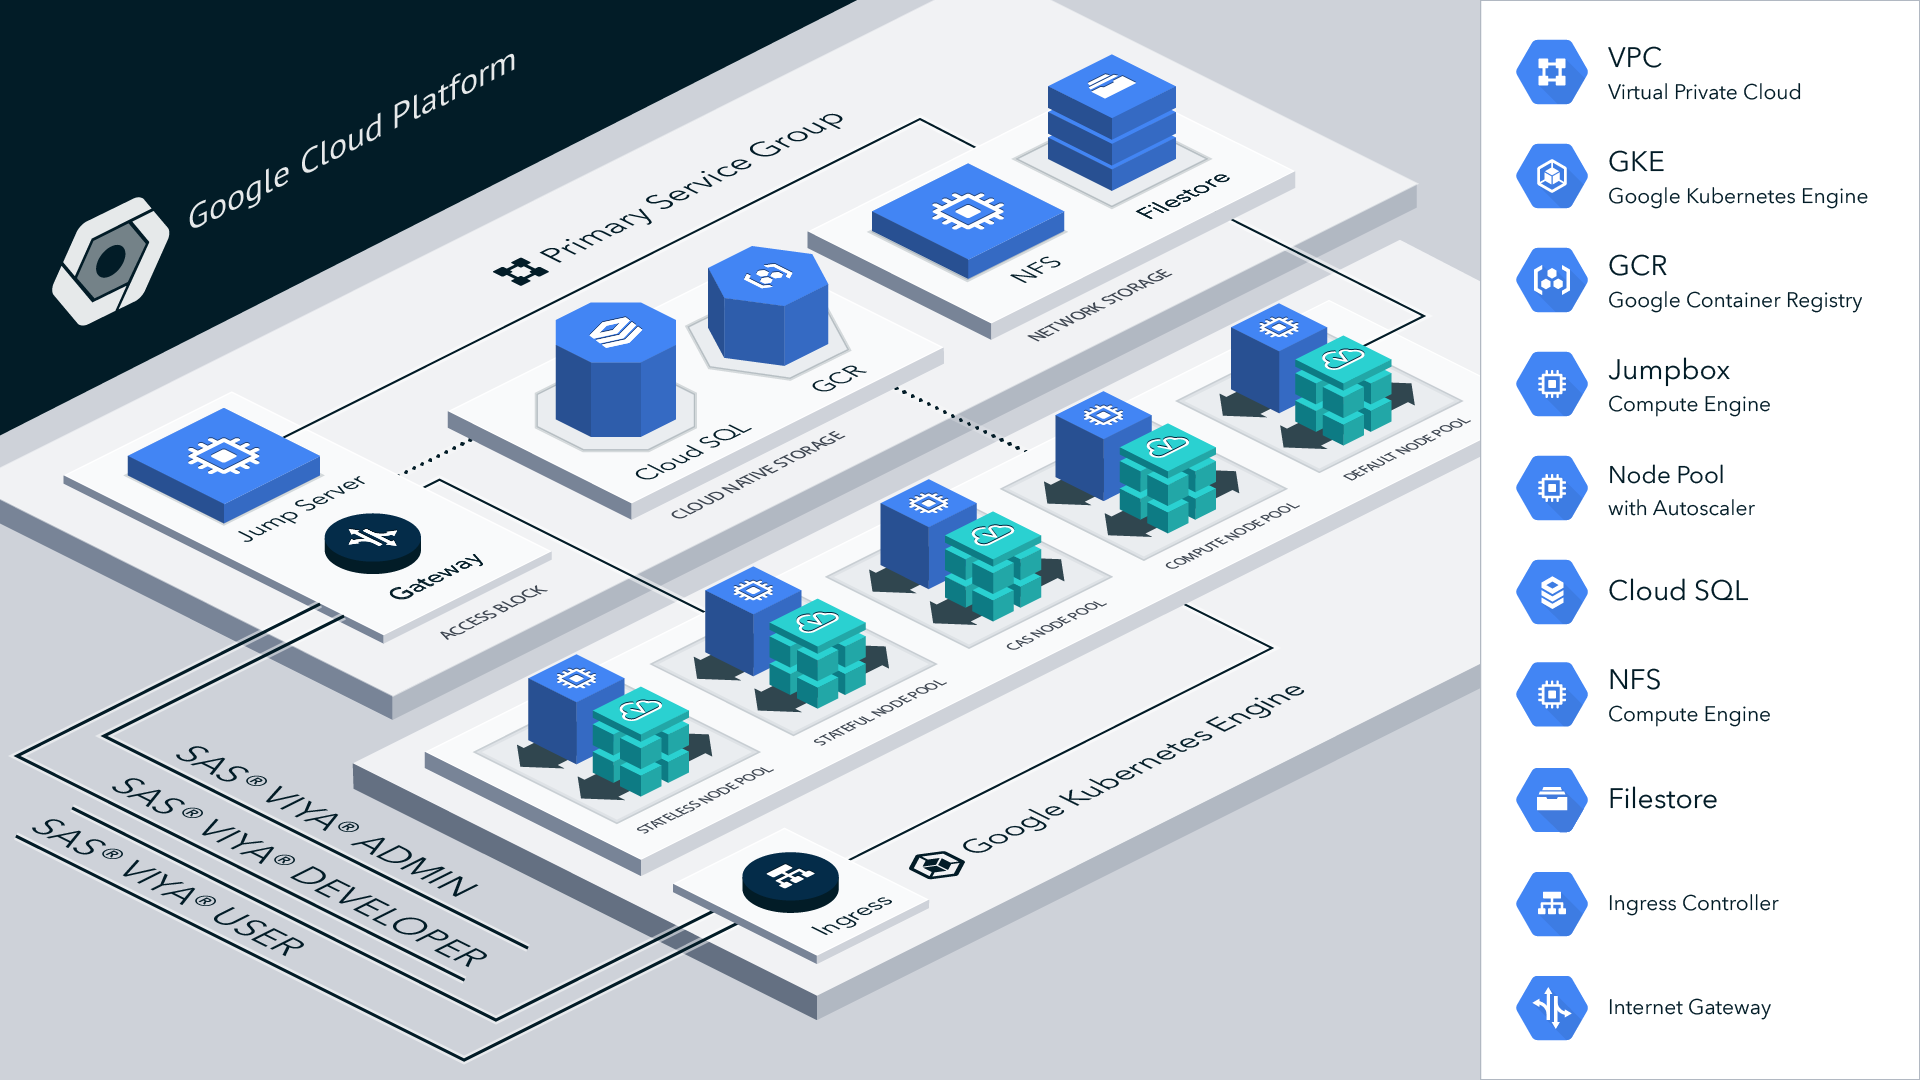 Google Cloud Platform
Primary Service Group
Filestore
NFS
NETWORK STORAGE
GCR
Cloud SQL
CLOUD NATIVE STORAGE
Jump Server
Gateway
ACCESS BLOCK
DEFAULT NODE POOL
COMPUTE NODE POOL
CAS NODE POOL
STATEFUL NODE POOL
STATELESS NODE POOL
Google Kubernetes Engine
Ingress
SAS® VIYA® ADMIN
SAS® VIYA® DEVELOPER
SAS® VIYA® USER
VPC
Virtual Private Cloud
GKE
Google Kubernetes Engine
GCR
Google Container Registry
Jumpbox
Compute Engine
Node Pool
with Autoscaler
Cloud SQL
NFS
Compute Engine
Filestore
Ingress Controller
Internet Gateway